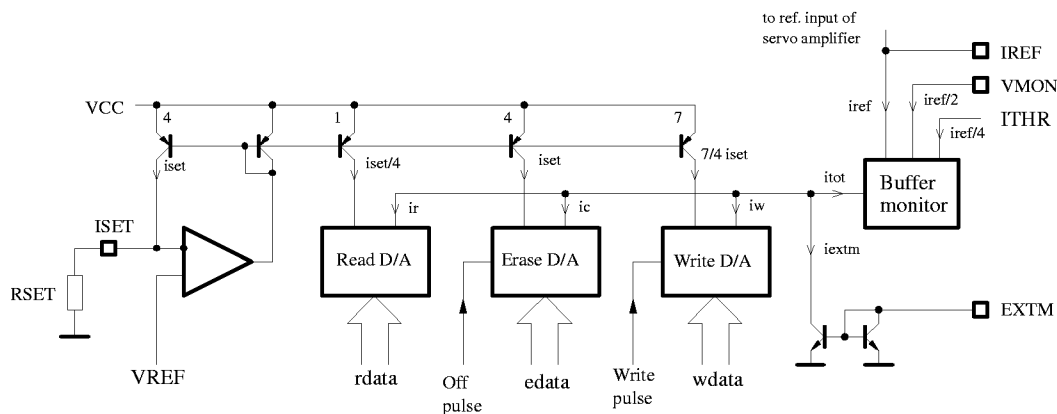 to ref. input of
servo amplifier
IREF
VMON
ITHR
iref
iref/2
iref/4
VCC
4
1
4
7
iset
iset/4
iset
7/4 iset
itot
Buffer
monitor
ISET
ir
ic
iw
iextm
RSET
Read D/A
Erase D/A
Write D/A
EXTM
VREF
rdata
Off
pulse
edata
Write
pulse
wdata